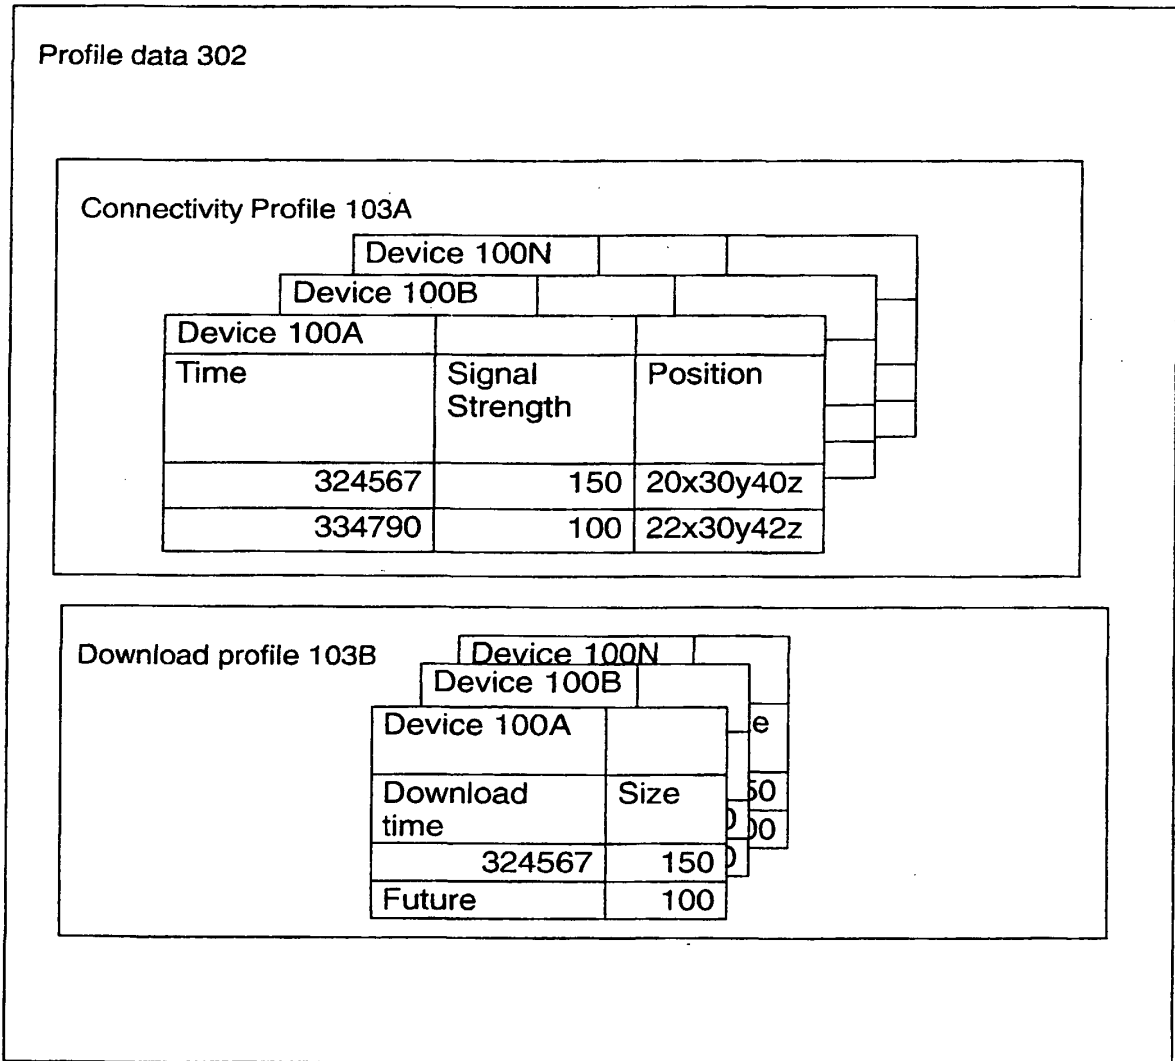 Profile data 302
Connectivity Profile 103A
Device 100N
Device 100B
Device 100A
Time Signal Strength Position
324567 150 20x30y40z
334790 100 22x30y42z
Download profile 103B
Device 100N
Device 100B
Device 100A
e
Download time Size
50
00
324567 150
Future 100